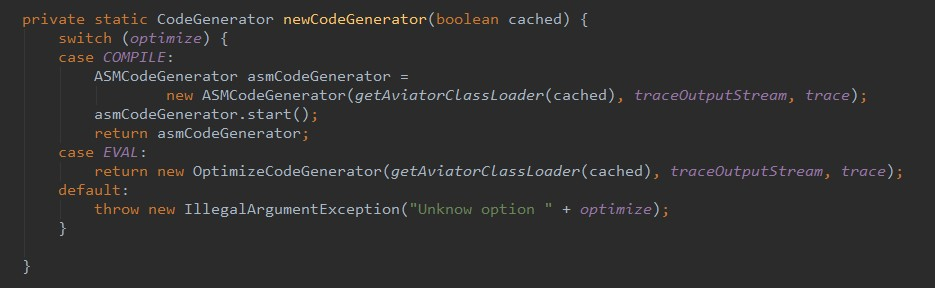 private static CodeGenerator newCodeGenerator(boolean cached) {
switch (optimize) {
case COMPILE:
ASMCodeGenerator asmCodeGenerator =
new ASMCodeGenerator(getAviatorClassLoader(cached), traceOutputStream, trace);
asmCodeGenerator.start();
return asmCodeGenerator;
case EVAL:
return new OptimizeCodeGenerator(getAviatorClassLoader(cached), traceOutputStream, trace);
default:
throw new IllegalArgumentException("Unknow option " + optimize);
}
}